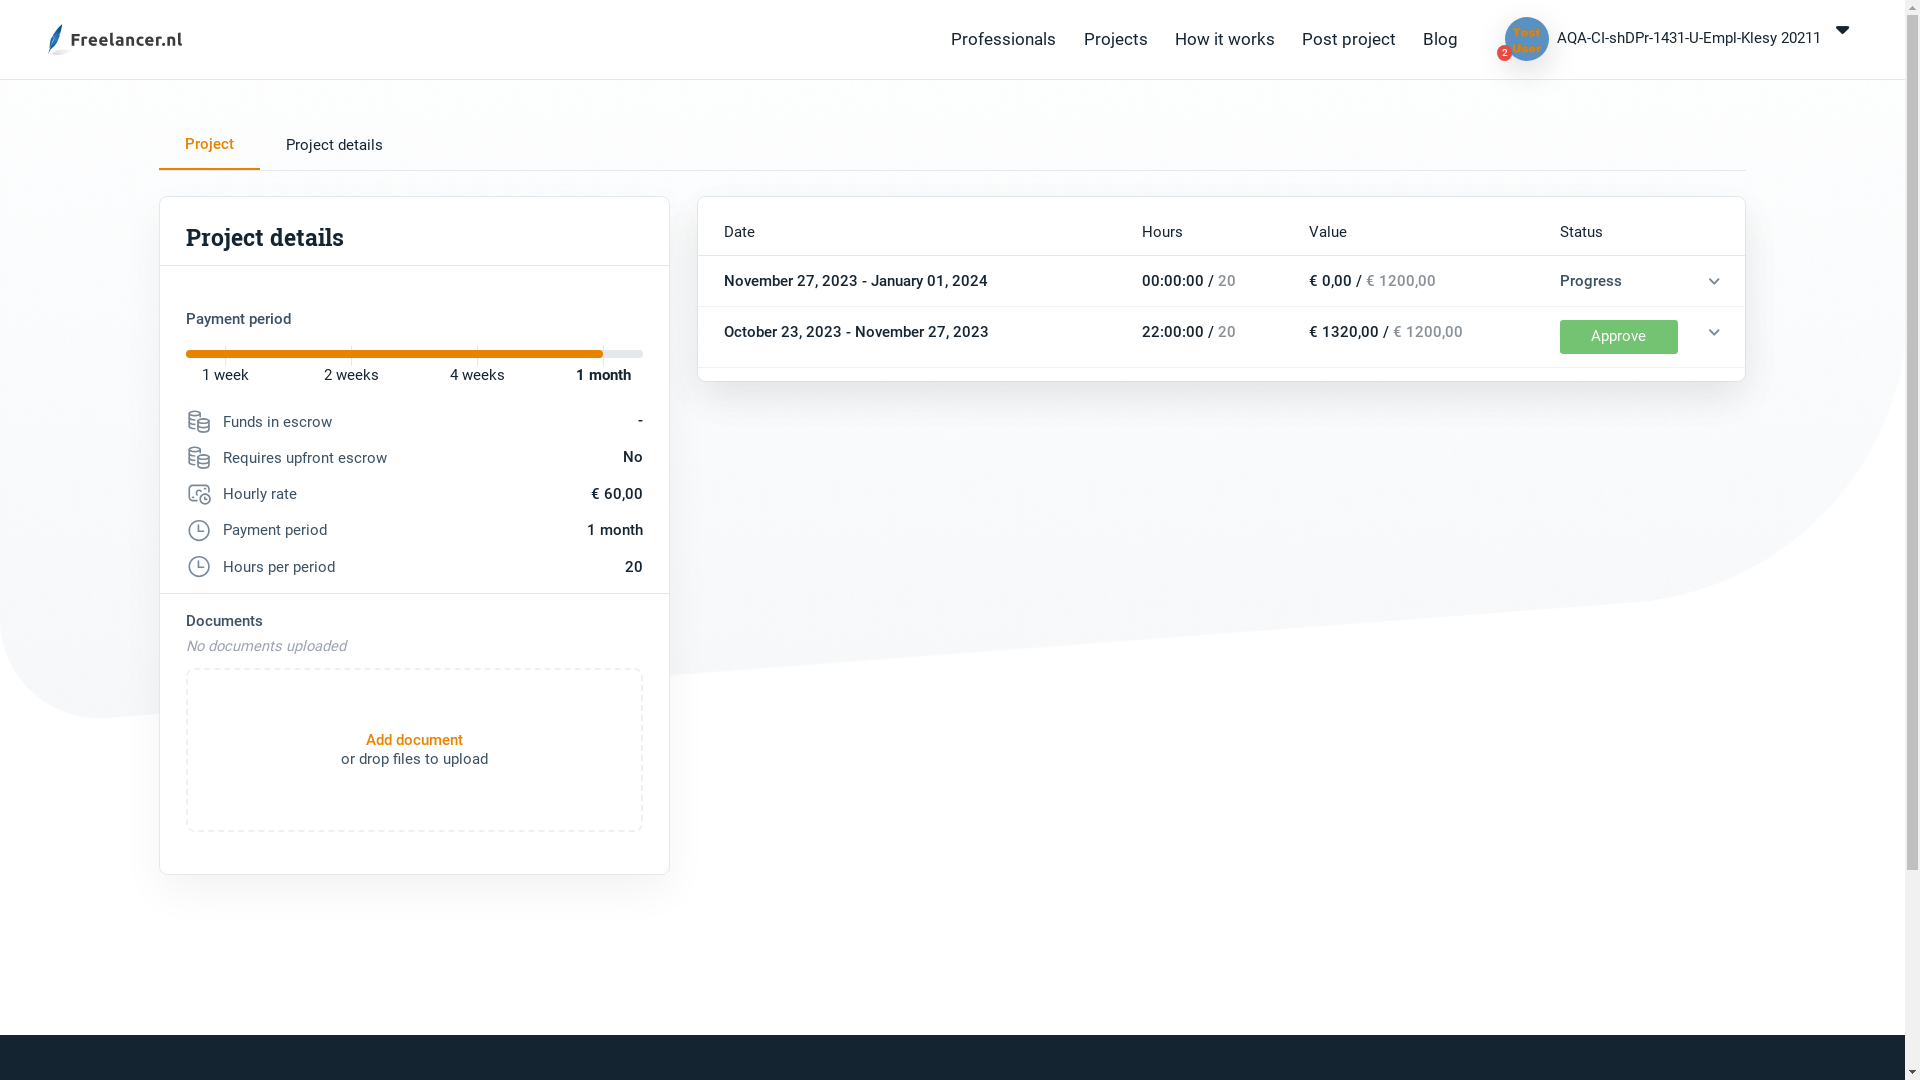 Freelancer.nl
Professionals Projects How it works Post project Blog
Test User
2
AQA-CI-shDPr-1431-U-Empl-Klesy 20211
Project Project details
Project details
Payment period
1 week 2 weeks 4 weeks 1 month
Funds in escrow -
Requires upfront escrow No
Hourly rate € 60,00
Payment period 1 month
Hours per period 20
Documents
No documents uploaded
Add document
or drop files to upload
Date Hours Value Status
November 27, 2023 - January 01, 2024 00:00:00 / 20 € 0,00 / € 1200,00 Progress
October 23, 2023 - November 27, 2023 22:00:00 / 20 € 1320,00 / € 1200,00 Approve